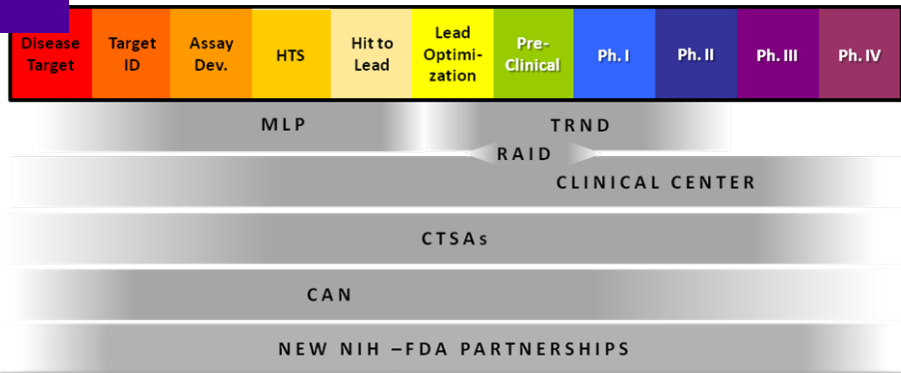 Disease
Target
Target
ID
Assay
Dev.
HTS
Hit to
Lead
Lead
Optimi-
zation
Pre-
Clinical
Ph. I
Ph. II
Ph. III
Ph. IV
MLP
TRND
RAID
CLINICAL CENTER
CTSAs
CAN
NEW NIH –FDA PARTNERSHIPS